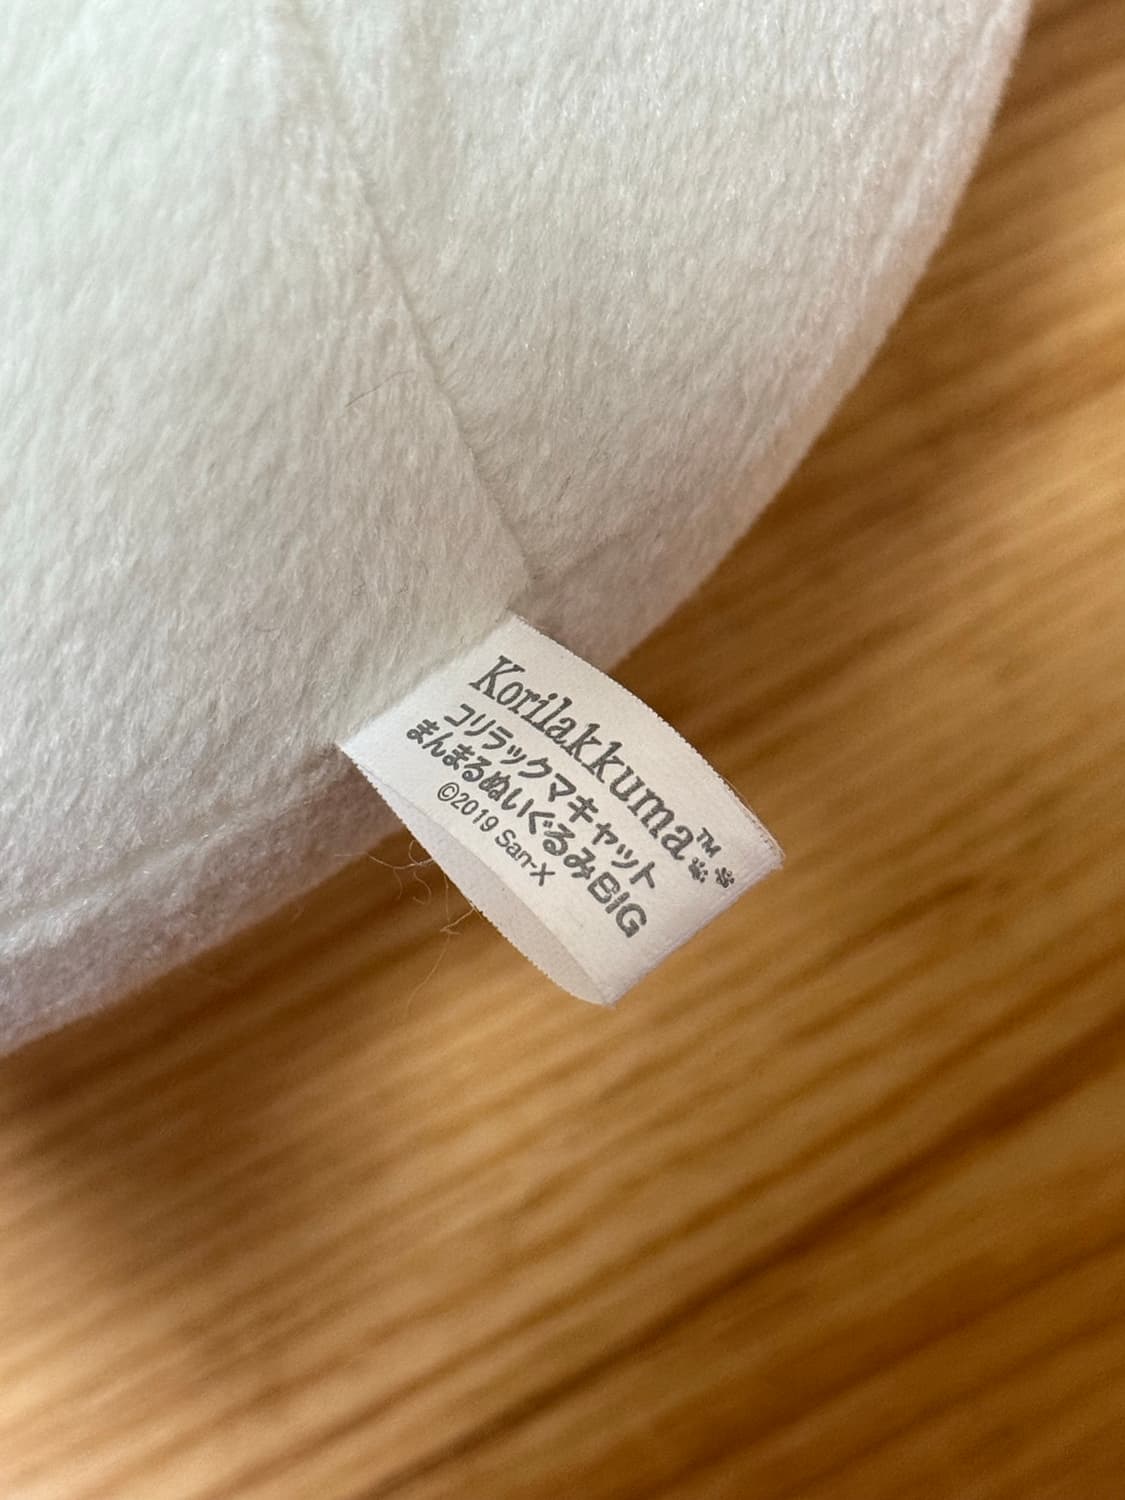 Korilakkuma™
コリラックマキャット
まんまるぬいぐるみBIG
©2019 San-X